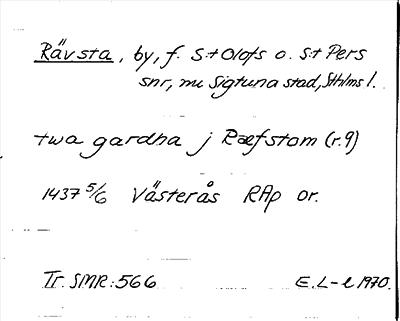 Rävsta, by, f. S:t Olofs o. S:t Pers
snr, nu Sigtuna stad, Sthlms l.
twa gardha j Ræfstom (r.9)
1437 5/6 Västerås RAp or.
Tr. SMR:566 E.L-l 1970.